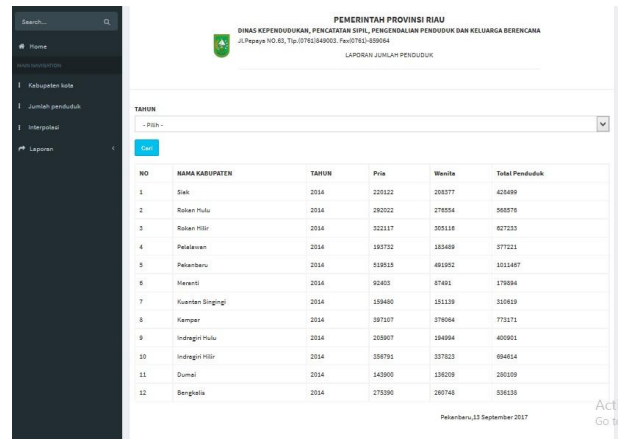 Search...
Home
MAIN NAVIGATION
Kabupaten kota
Jumlah penduduk
Interpolasi
Laporan
PEMERINTAH PROVINSI RIAU
DINAS KEPENDUDUKAN, PENCATATAN SIPIL, PENGENDALIAN PENDUDUK DAN KELUARGA BERENCANA
Jl.Pepaya NO.63, Tlp.(0761)849003, Fax(0761)-859064
LAPORAN JUMLAH PENDUDUK
TAHUN
- Pilih -
Cari
NO NAMA KABUPATEN TAHUN Pria Wanita Total Penduduk
1 Siak 2014 220122 208377 428499
2 Rokan Hulu 2014 292022 276554 568576
3 Rokan Hilir 2014 322117 305116 627233
4 Pelalawan 2014 193732 183489 377221
5 Pekanbaru 2014 519515 491952 1011467
6 Meranti 2014 92403 87491 179894
7 Kuantan Singingi 2014 159480 151139 310619
8 Kampar 2014 397107 376064 773171
9 Indragiri Hulu 2014 205907 194994 400901
10 Indragiri Hilir 2014 356791 337823 694614
11 Dumai 2014 143900 136209 280109
12 Bengkalis 2014 275390 260748 536138
Pekanbaru,13 September 2017
Act
Go t